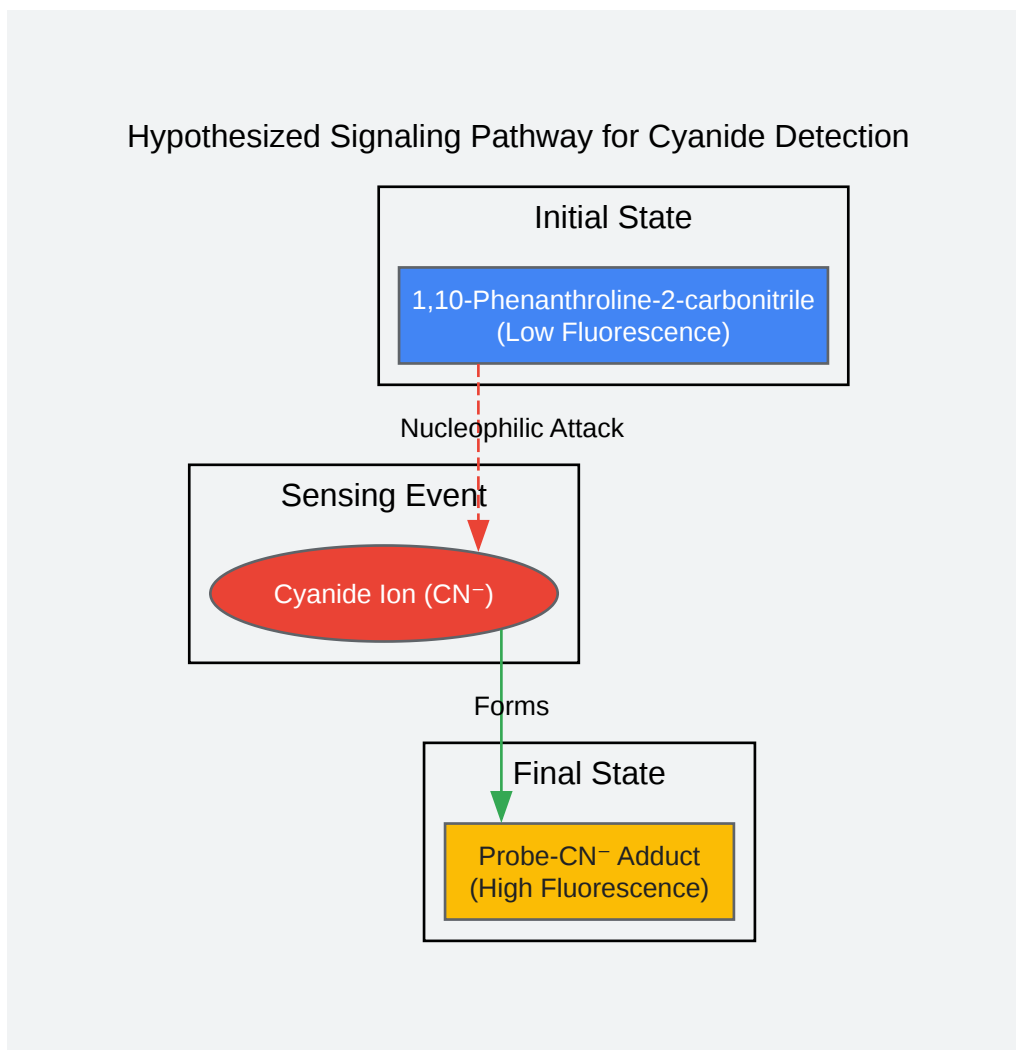 Hypothesized Signaling Pathway for Cyanide Detection
Initial State
1,10-Phenanthroline-2-carbonitrile
(Low Fluorescence)
Nucleophilic Attack
Sensing Event
Cyanide Ion (CN⁻)
Forms
Final State
Probe-CN⁻ Adduct
(High Fluorescence)